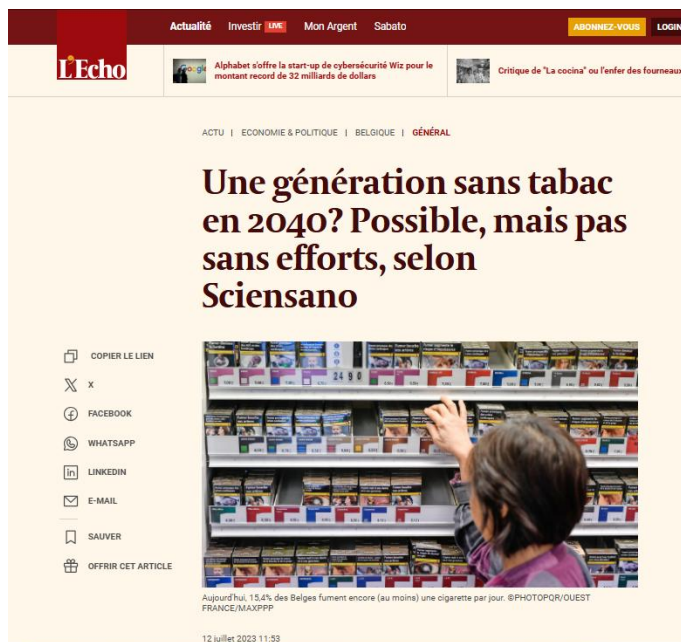 Actualité Investir LIVE Mon Argent Sabato ABONNEZ-VOUS LOGIN
L'Echo
Google
Alphabet s'offre la start-up de cybersécurité Wiz pour le
montant record de 32 milliards de dollars
Critique de "La cocina" ou l'enfer des fourneaux
ACTU | ECONOMIE & POLITIQUE | BELGIQUE | GÉNÉRAL
Une génération sans tabac
en 2040? Possible, mais pas
sans efforts, selon
Sciensano
COPIER LE LIEN
X
FACEBOOK
WHATSAPP
LINKEDIN
E-MAIL
SAUVER
OFFRIR CET ARTICLE
2490
Aujourd'hui, 15,4% des Belges fument encore (au moins) une cigarette par jour. ©PHOTOPQR/OUEST
FRANCE/MAXPPP
12 juillet 2023 11:53